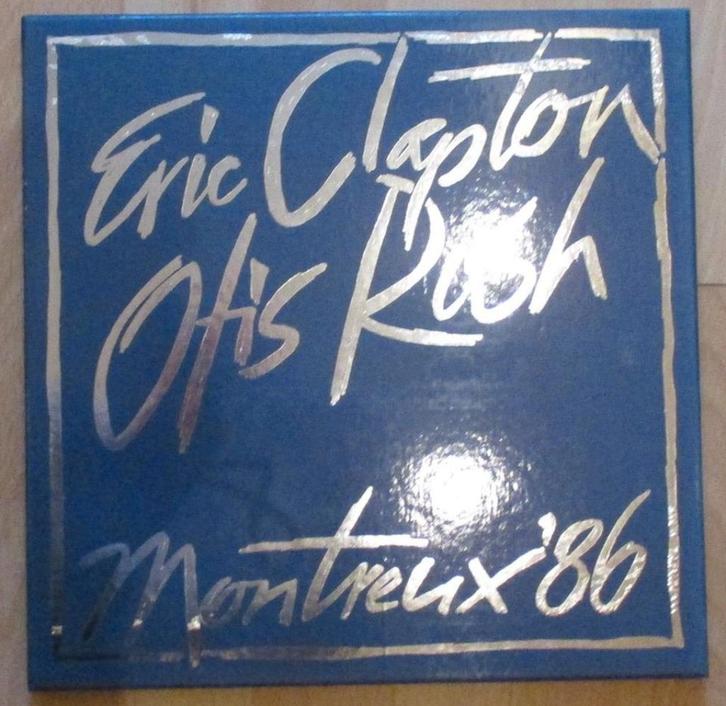 Eric Clapton
Otis Rush
Montreux '86